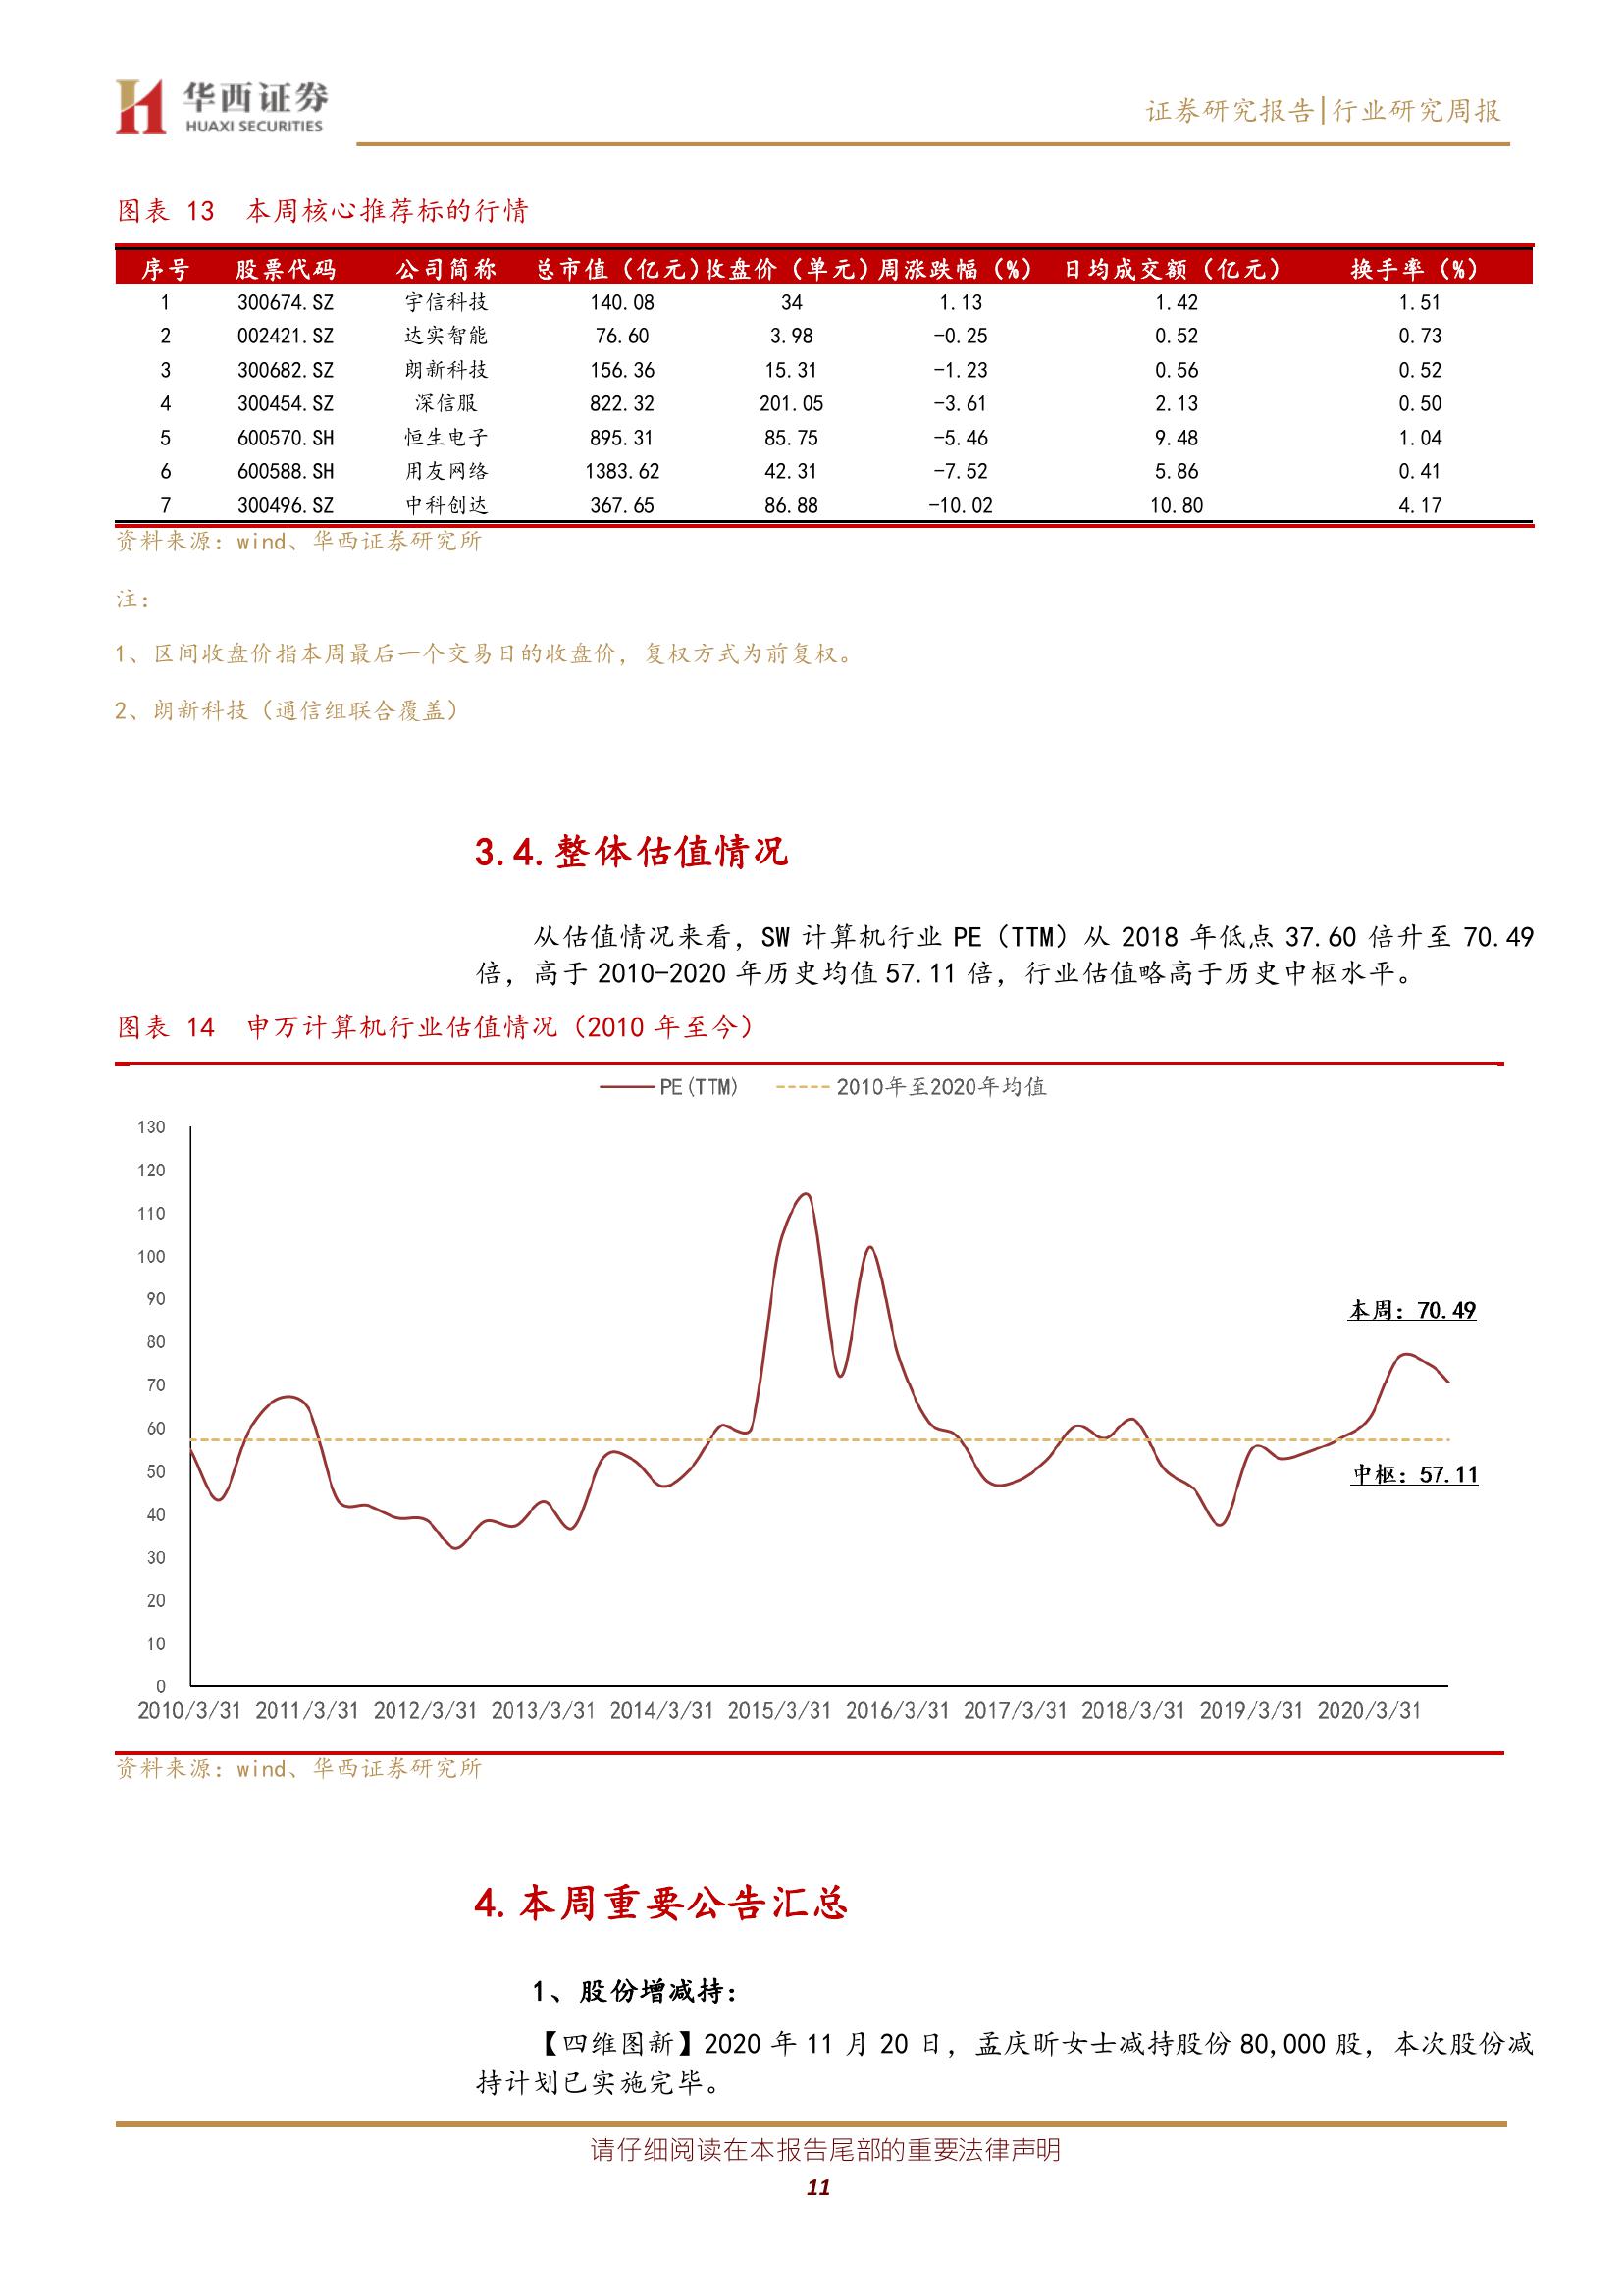 华西证券
HUAXI SECURITIES
证券研究报告|行业研究周报
图表 13 本周核心推荐标的行情
序号 股票代码 公司简称 总市值（亿元） 收盘价（单元） 周涨跌幅（%） 日均成交额（亿元） 换手率（%）
1 300674.SZ 宇信科技 140.08 34 1.13 1.42 1.51
2 002421.SZ 达实智能 76.60 3.98 -0.25 0.52 0.73
3 300682.SZ 朗新科技 156.36 15.31 -1.23 0.56 0.52
4 300454.SZ 深信服 822.32 201.05 -3.61 2.13 0.50
5 600570.SH 恒生电子 895.31 85.75 -5.46 9.48 1.04
6 600588.SH 用友网络 1383.62 42.31 -7.52 5.86 0.41
7 300496.SZ 中科创达 367.65 86.88 -10.02 10.80 4.17
资料来源：wind、华西证券研究所
注：
1、区间收盘价指本周最后一个交易日的收盘价，复权方式为前复权。
2、朗新科技（通信组联合覆盖）
3.4.整体估值情况
从估值情况来看，SW 计算机行业 PE（TTM）从 2018 年低点 37.60 倍升至 70.49
倍，高于 2010-2020 年历史均值 57.11 倍，行业估值略高于历史中枢水平。
图表 14 申万计算机行业估值情况（2010 年至今）
PE(TTM) 2010年至2020年均值
130
120
110
100
90
本周：70.49
80
70
60
50
中枢：57.11
40
30
20
10
0
2010/3/31 2011/3/31 2012/3/31 2013/3/31 2014/3/31 2015/3/31 2016/3/31 2017/3/31 2018/3/31 2019/3/31 2020/3/31
资料来源：wind、华西证券研究所
4.本周重要公告汇总
1、股份增减持：
【四维图新】2020 年 11 月 20 日，孟庆昕女士减持股份 80,000 股，本次股份减
持计划已实施完毕。
请仔细阅读在本报告尾部的重要法律声明
11